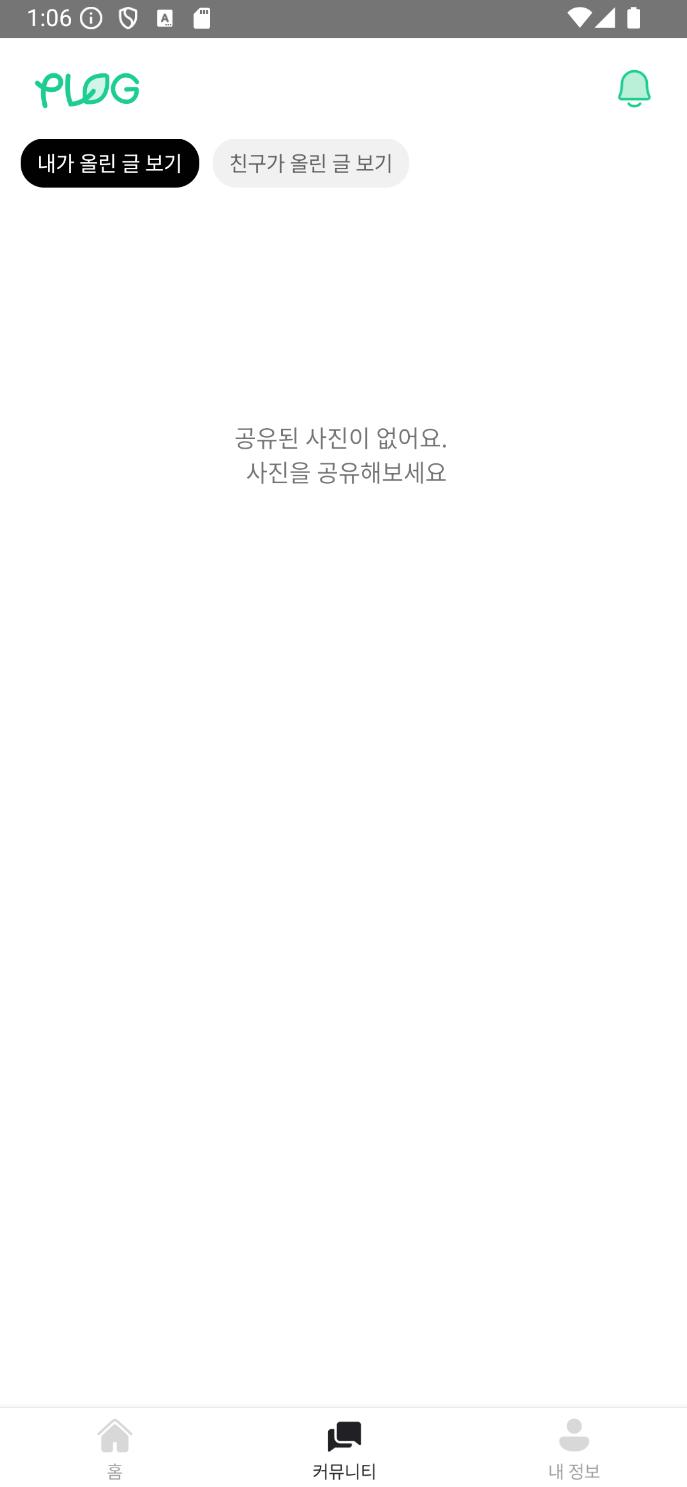 1:06
PLOG
내가 올린 글 보기
친구가 올린 글 보기
공유된 사진이 없어요.
사진을 공유해보세요
홈
커뮤니티
내 정보